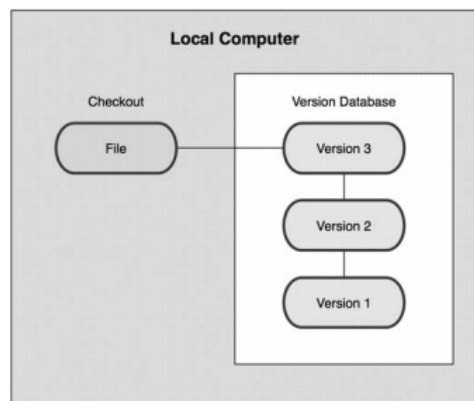 Local Computer
Checkout
Version Database
File
Version 3
Version 2
Version 1